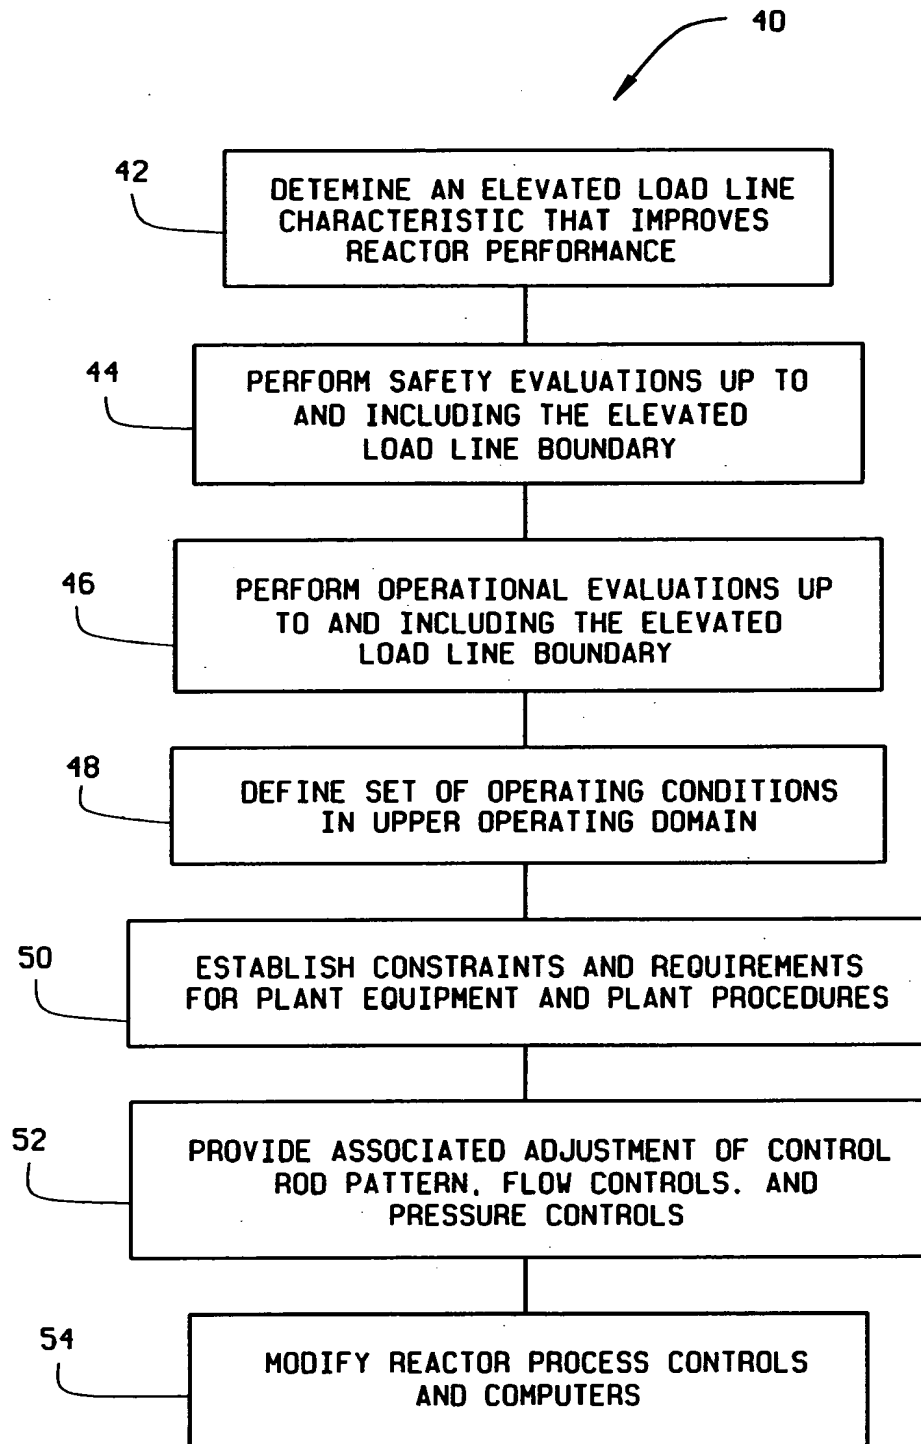 40
42
DETEMINE AN ELEVATED LOAD LINE
CHARACTERISTIC THAT IMPROVES
REACTOR PERFORMANCE
44
PERFORM SAFETY EVALUATIONS UP TO
AND INCLUDING THE ELEVATED
LOAD LINE BOUNDARY
46
PERFORM OPERATIONAL EVALUATIONS UP
TO AND INCLUDING THE ELEVATED
LOAD LINE BOUNDARY
48
DEFINE SET OF OPERATING CONDITIONS
IN UPPER OPERATING DOMAIN
50
ESTABLISH CONSTRAINTS AND REQUIREMENTS
FOR PLANT EQUIPMENT AND PLANT PROCEDURES
52
PROVIDE ASSOCIATED ADJUSTMENT OF CONTROL
ROD PATTERN, FLOW CONTROLS. AND
PRESSURE CONTROLS
54
MODIFY REACTOR PROCESS CONTROLS
AND COMPUTERS